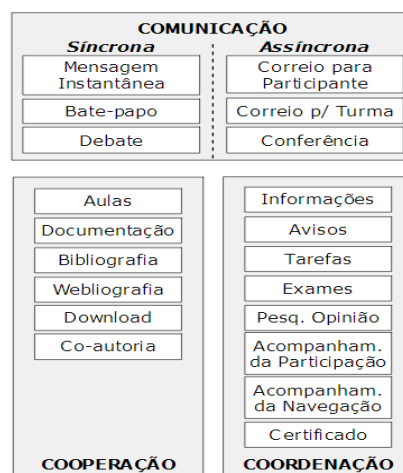 COMUNICAÇÃO
Síncrona
Assíncrona
Mensagem
Instantânea
Correio para
Participante
Bate-papo
Correio p/ Turma
Debate
Conferência
Aulas
Documentação
Bibliografia
Webliografia
Download
Co-autoria
COOPERAÇÃO
Informações
Avisos
Tarefas
Exames
Pesq. Opinião
Acompanham.
da Participação
Acompanham.
da Navegação
Certificado
COORDENAÇÃO